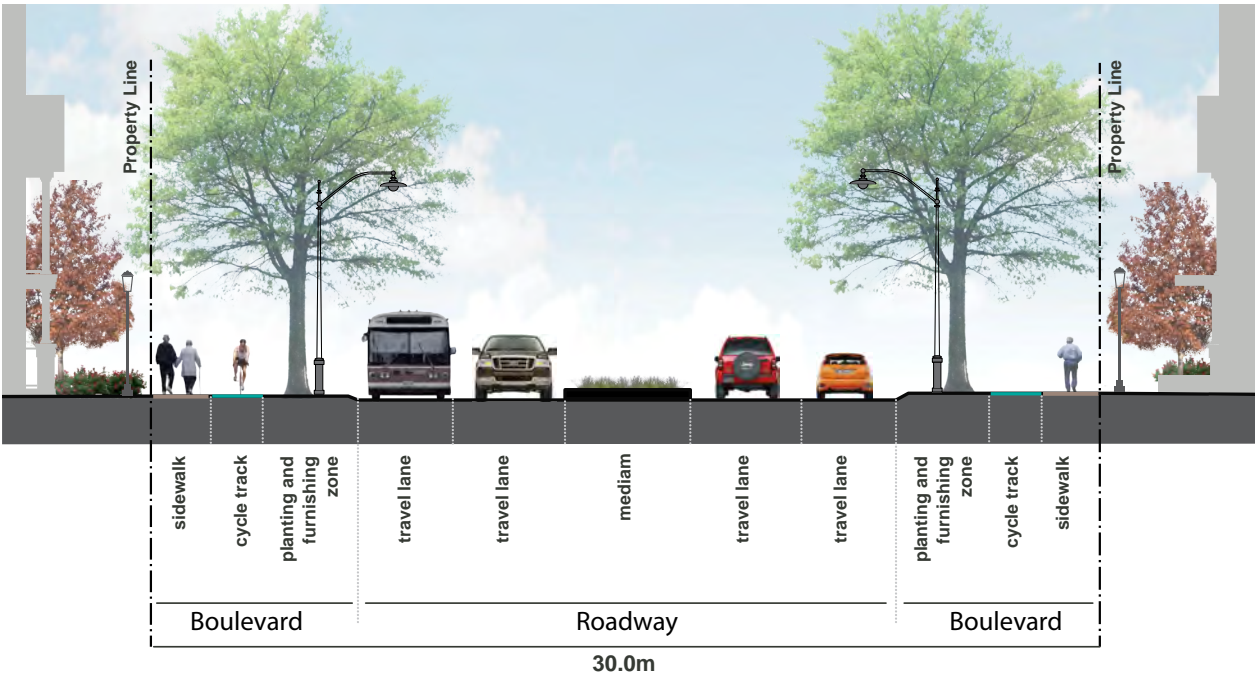 Property Line
Property Line
sidewalk
cycle track
planting and
furnishing
zone
travel lane
travel lane
mediam
travel lane
travel lane
planting and
furnishing
zone
cycle track
sidewalk
Boulevard
Roadway
Boulevard
30.0m